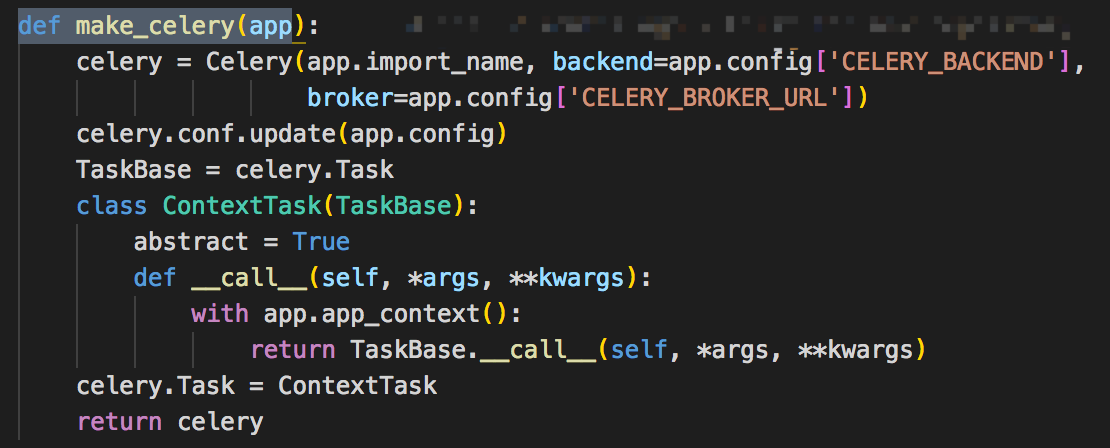 def make_celery(app):
    celery = Celery(app.import_name, backend=app.config['CELERY_BACKEND'],
                    broker=app.config['CELERY_BROKER_URL'])
    celery.conf.update(app.config)
    TaskBase = celery.Task
    class ContextTask(TaskBase):
        abstract = True
        def __call__(self, *args, **kwargs):
            with app.app_context():
                return TaskBase.__call__(self, *args, **kwargs)
    celery.Task = ContextTask
    return celery